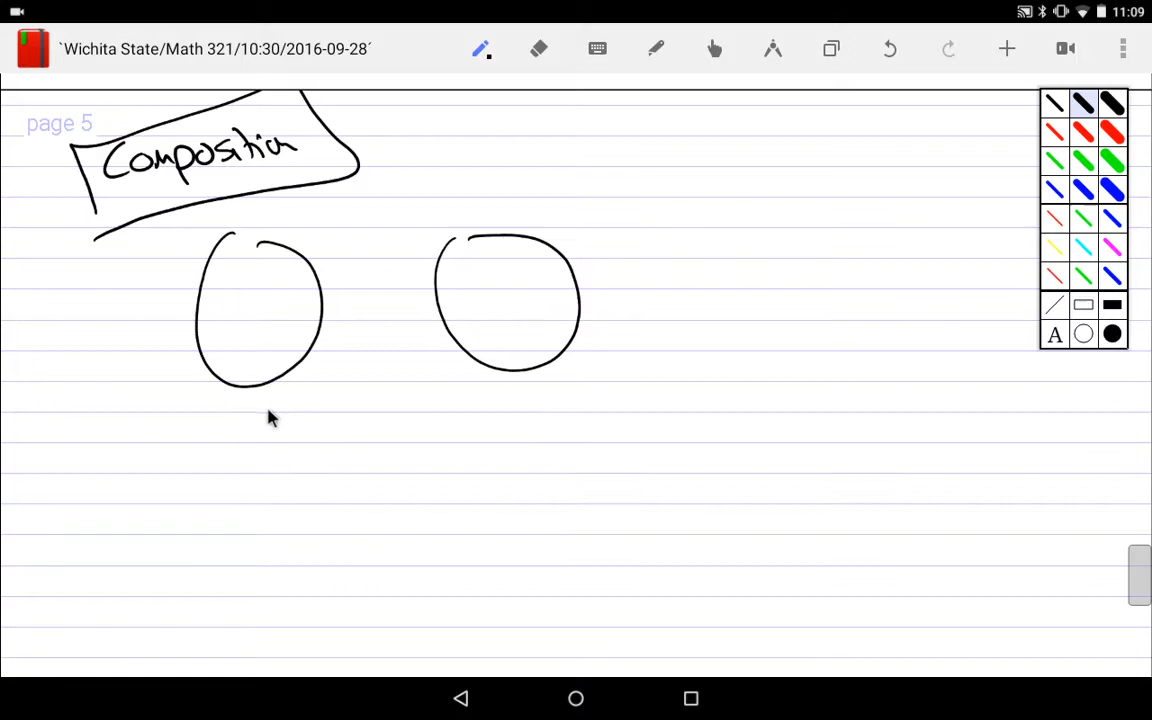 11:09
`Wichita State/Math 321/10:30/2016-09-28´
page 5
Composition
A